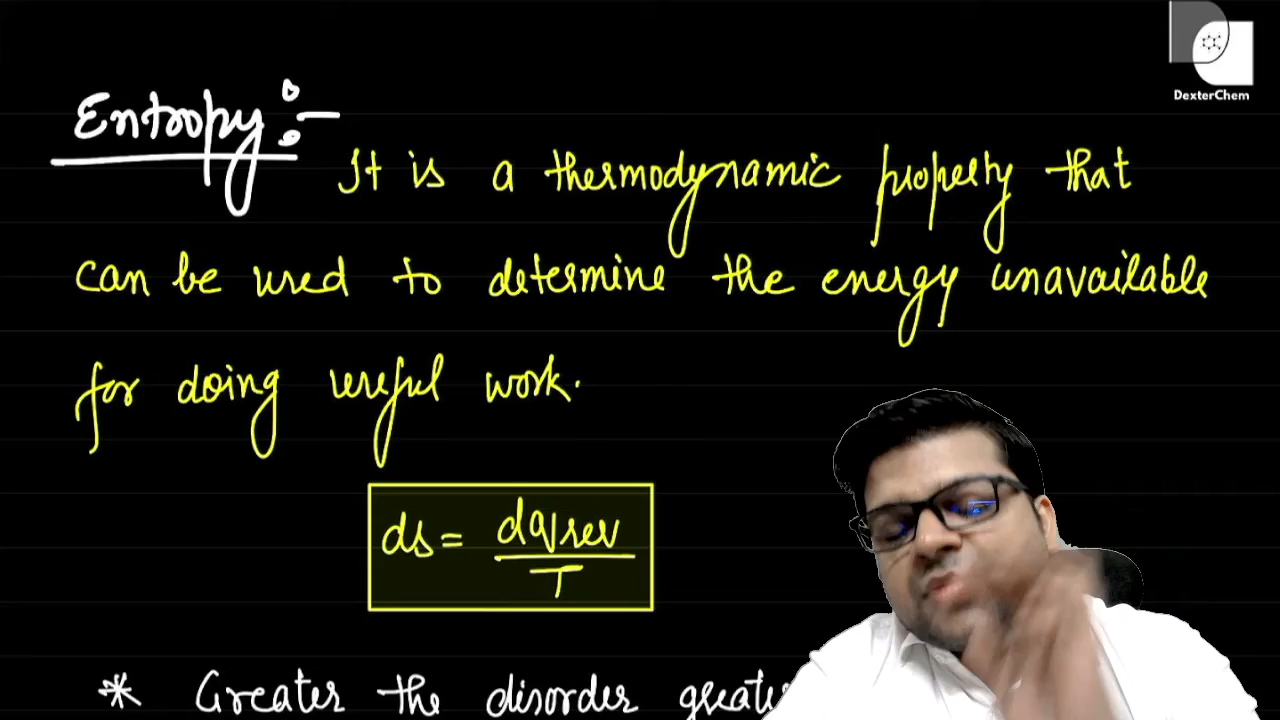 DexterChem
Entropy :-
It is a thermodynamic property that
can be used to determine the energy unavailable
for doing useful work.
ds = dqrev / T
* Greater the disorder greater